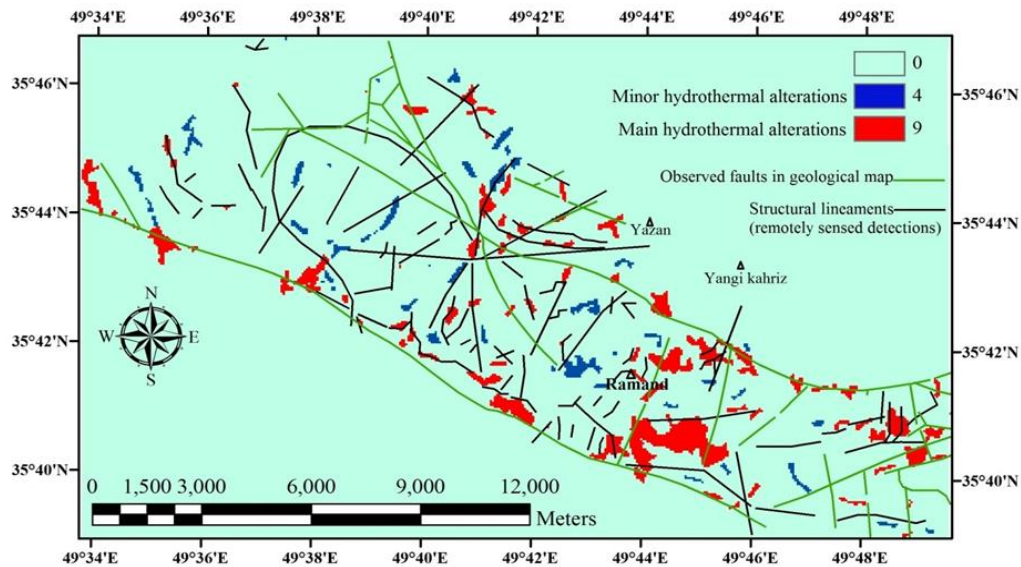 49°34'E 49°36'E 49°38'E 49°40'E 49°42'E 49°44'E 49°46'E 49°48'E
35°46'N 35°46'N
0
Minor hydrothermal alterations 4
Main hydrothermal alterations 9
Observed faults in geological map
Structural lineaments
(remotely sensed detections)
35°44'N 35°44'N
Yazan
Yangi kahriz
N
W E
S
35°42'N 35°42'N
Ramand
35°40'N 35°40'N
0 1,500 3,000 6,000 9,000 12,000
Meters
49°34'E 49°36'E 49°38'E 49°40'E 49°42'E 49°44'E 49°46'E 49°48'E